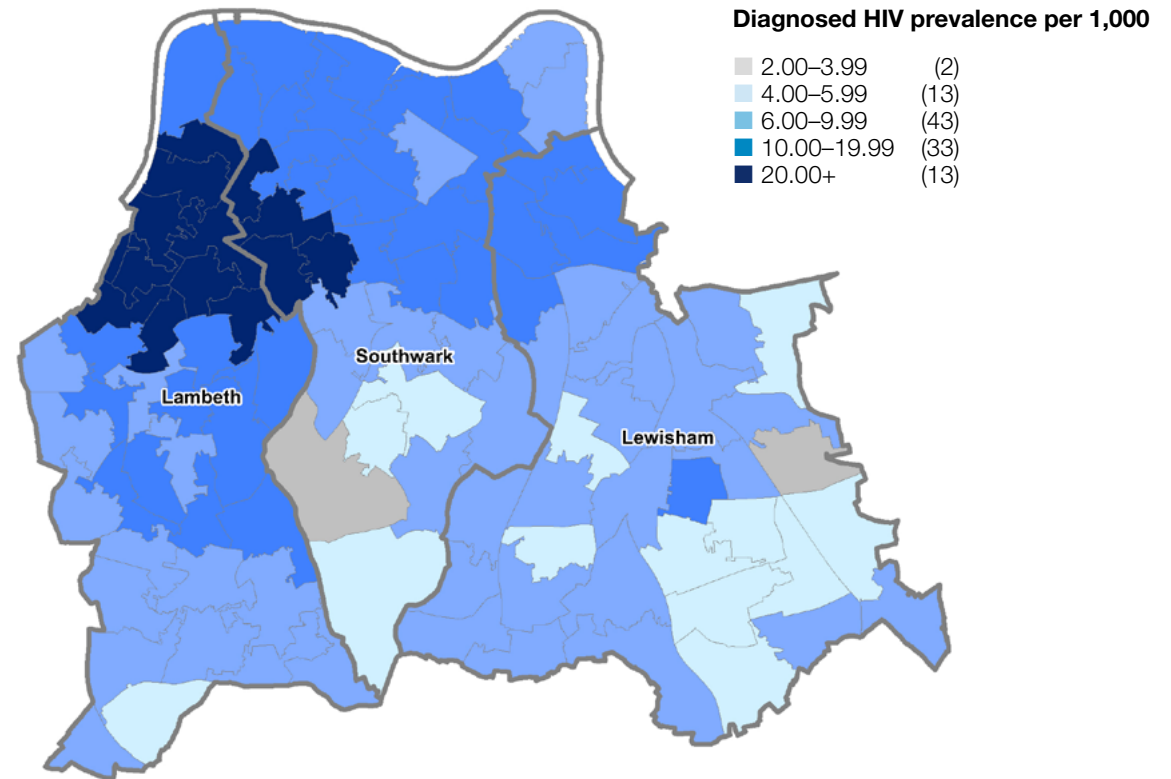 Diagnosed HIV prevalence per 1,000
2.00–3.99 (2)
4.00–5.99 (13)
6.00–9.99 (43)
10.00–19.99 (33)
20.00+ (13)
Southwark
Lambeth
Lewisham